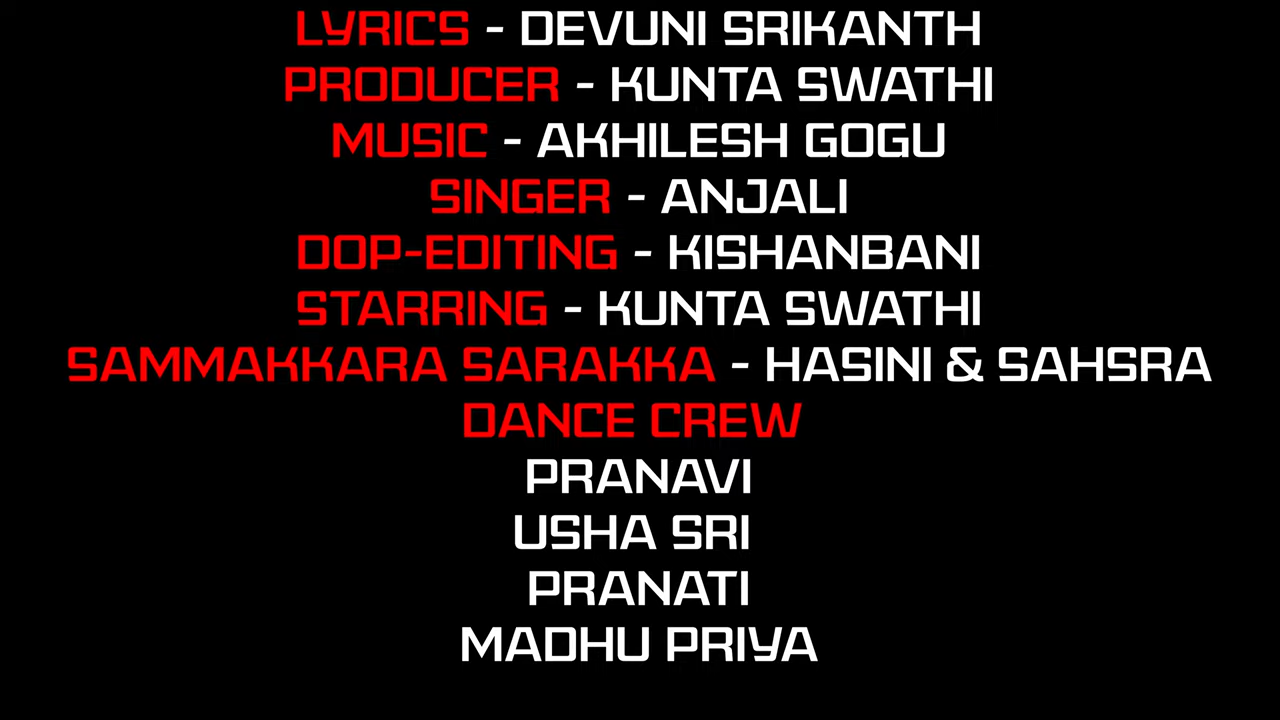 LYRICS - DEVUNI SRIKANTH
PRODUCER - KUNTA SWATHI
MUSIC - AKHILESH GOGU
SINGER - ANJALI
DOP-EDITING - KISHANBANI
STARRING - KUNTA SWATHI
SAMMAKKARA SARAKKA - HASINI & SAHSRA
DANCE CREW
PRANAVI
USHA SRI
PRANATI
MADHU PRIYA